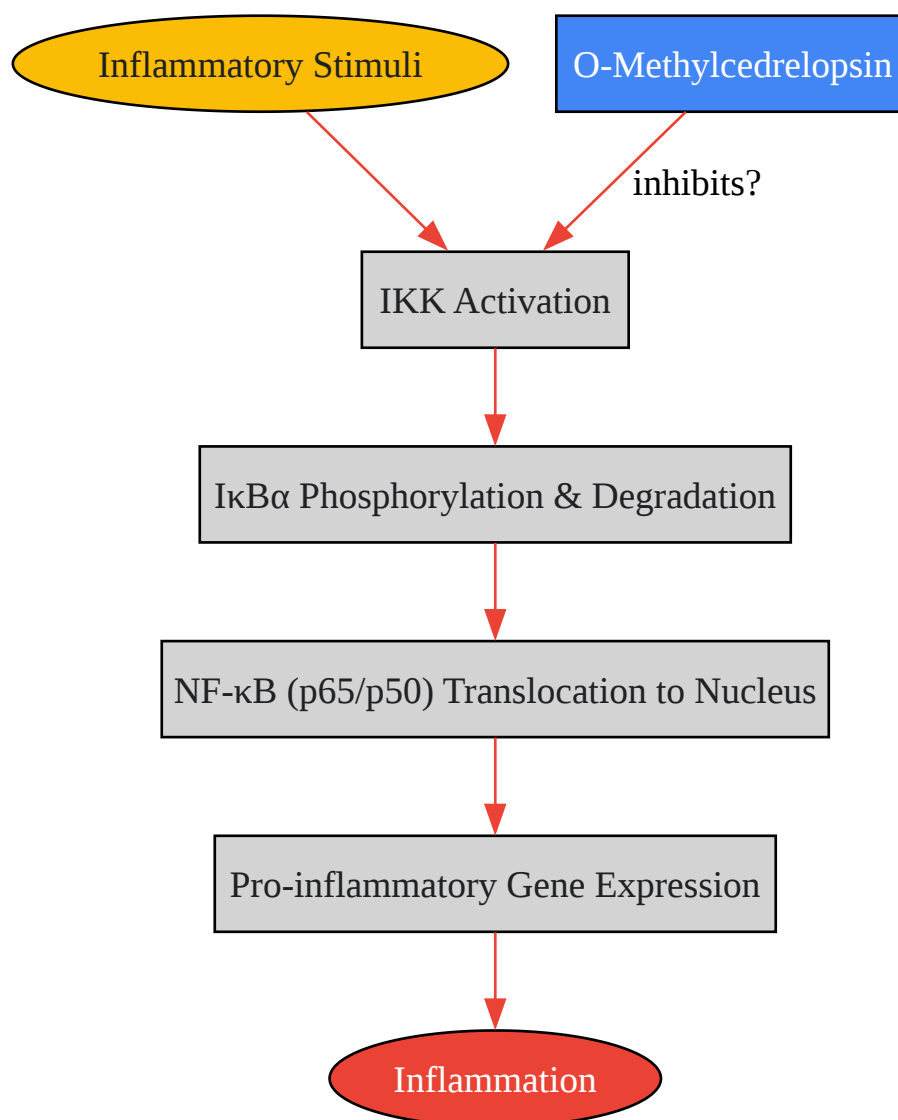 Inflammatory Stimuli
O-Methylcedrelopsin
inhibits?
IKK Activation
IκBα Phosphorylation & Degradation
NF-κB (p65/p50) Translocation to Nucleus
Pro-inflammatory Gene Expression
Inflammation